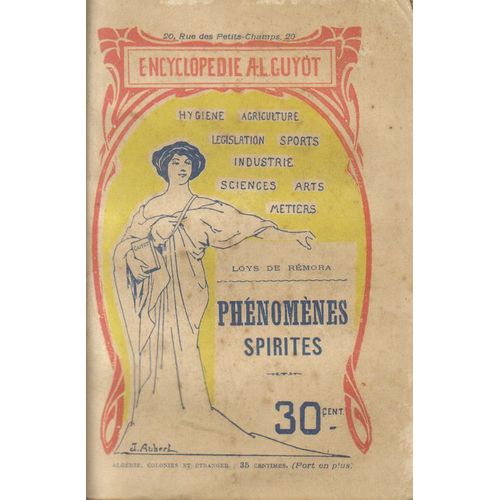 20, Rue des Petits-Champs, 20
ENCYCLOPEDIE A-L.GUYOT
HYGIENE AGRICULTURE
LEGISLATION SPORTS
INDUSTRIE
SCIENCES ARTS
METIERS
GUYOT
LOYS DE RÉMORA
PHÉNOMÈNES
SPIRITES
30 CENT.
J. Aubert
ALGÉRIE, COLONIES ET ÉTRANGER : 35 CENTIMES. (Port en plus)